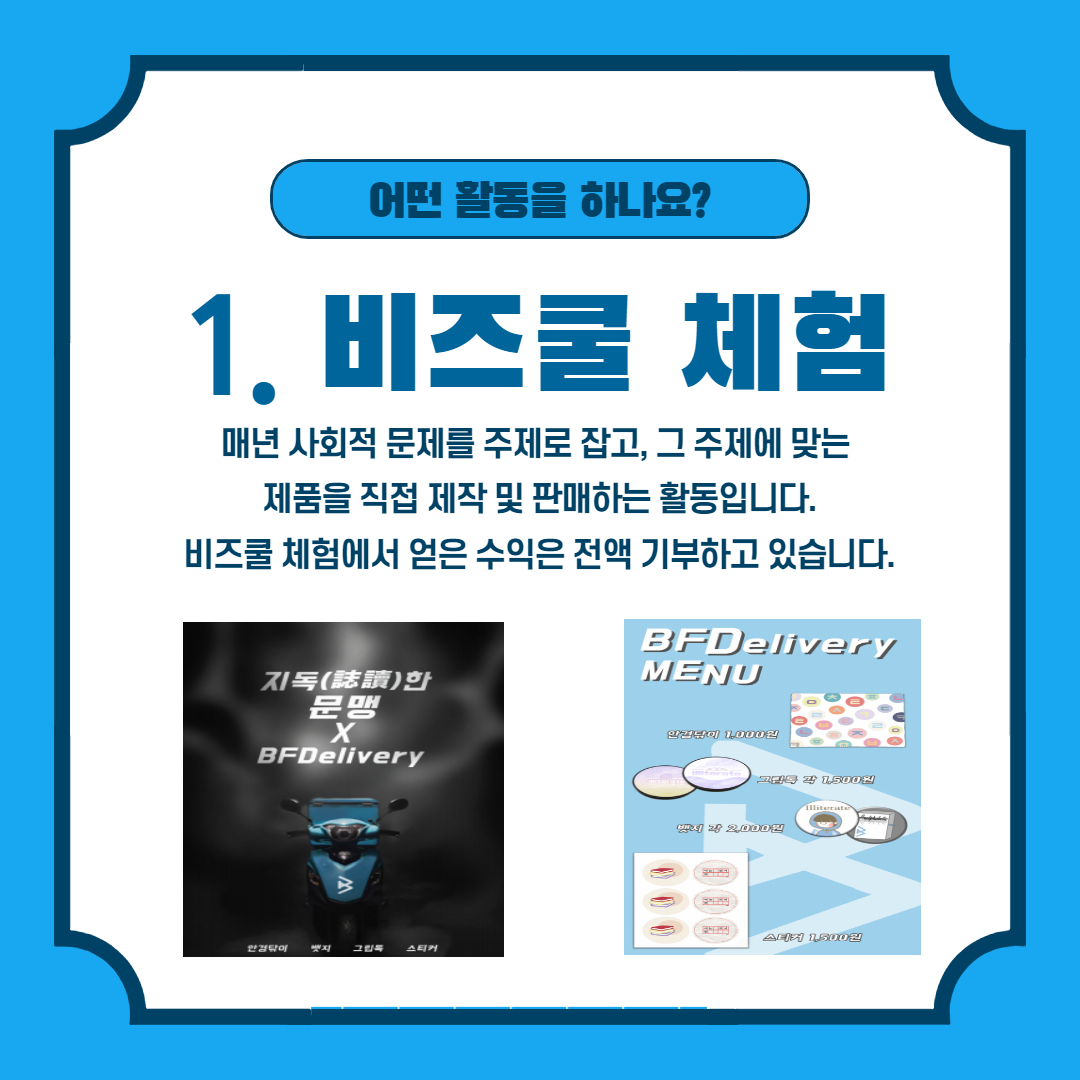 어떤 활동을 하나요?
1. 비즈쿨 체험
매년 사회적 문제를 주제로 잡고, 그 주제에 맞는
제품을 직접 제작 및 판매하는 활동입니다.
비즈쿨 체험에서 얻은 수익은 전액 기부하고 있습니다.
지독(誌讀)한
문맹
X
BFDelivery
안경닦이 뱃지 그립톡 스티커
BFDelivery
MENU
안경닦이 1,000원
그립톡 각 1,500원
illiterate
뱃지 각 2,000원
스티커 1,500원